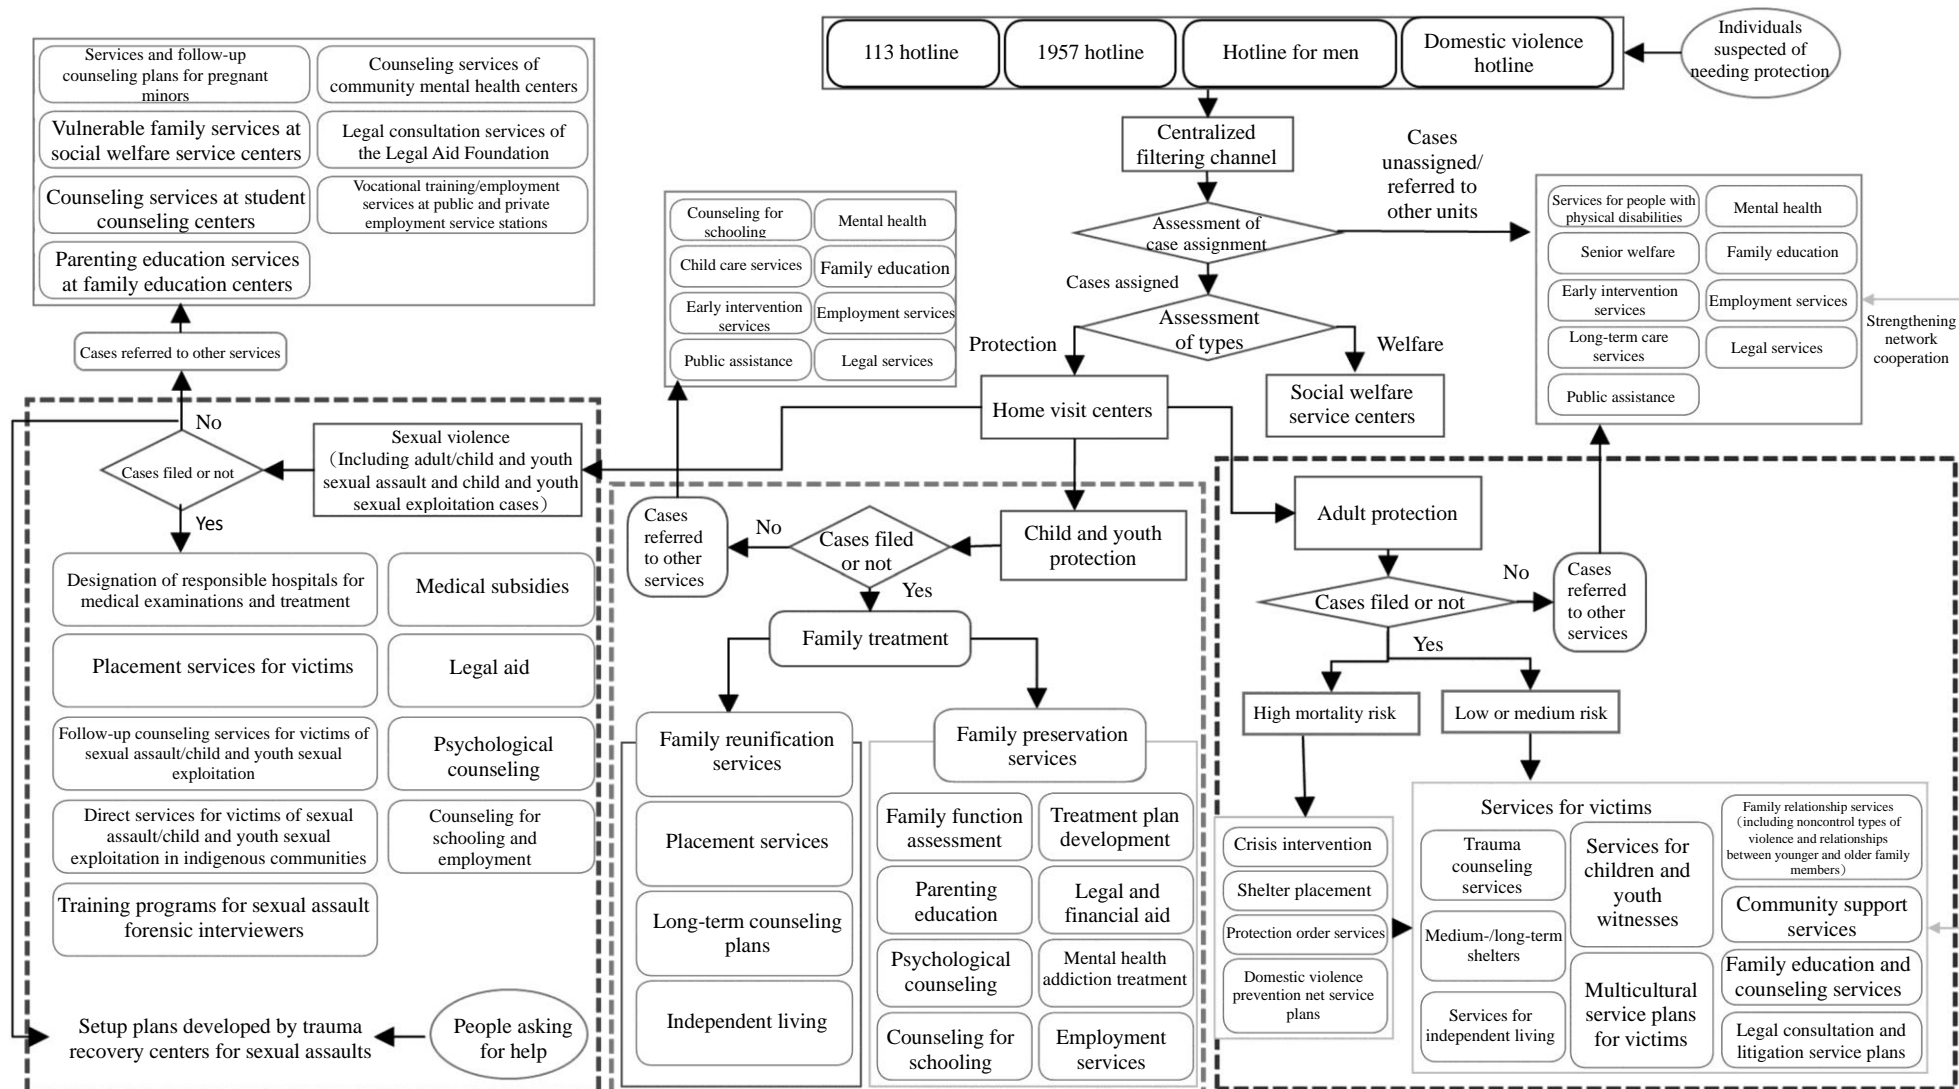 113 hotline
1957 hotline
Hotline for men
Domestic violence
hotline
Individuals
suspected of
needing protection
Centralized
filtering channel
Cases
unassigned/
referred to
other units
Assessment of
case assignment
Cases assigned
Assessment
of types
Protection
Welfare
Home visit centers
Social welfare
service centers
Services for people with
physical disabilities
Mental health
Senior welfare
Family education
Early intervention
services
Employment services
Long-term care
services
Legal services
Public assistance
Strengthening
network
cooperation
Services and follow-up
counseling plans for pregnant
minors
Counseling services of
community mental health centers
Vulnerable family services at
social welfare service centers
Legal consultation services of
the Legal Aid Foundation
Counseling services at student
counseling centers
Vocational training/employment
services at public and private
employment service stations
Parenting education services
at family education centers
Cases referred to other services
No
Cases filed or not
Yes
Sexual violence
(Including adult/child and youth
sexual assault and child and youth
sexual exploitation cases)
Designation of responsible hospitals for
medical examinations and treatment
Medical subsidies
Placement services for victims
Legal aid
Follow-up counseling services for victims of
sexual assault/child and youth sexual
exploitation
Psychological
counseling
Direct services for victims of sexual
assault/child and youth sexual
exploitation in indigenous communities
Counseling for
schooling and
employment
Training programs for sexual assault
forensic interviewers
Setup plans developed by trauma
recovery centers for sexual assaults
People asking
for help
Counseling for
schooling
Mental health
Child care services
Family education
Early intervention
services
Employment services
Public assistance
Legal services
Cases
referred
to other
services
No
Cases filed
or not
Yes
Child and youth
protection
Family treatment
Family reunification
services
Placement services
Long-term counseling
plans
Independent living
Family preservation
services
Family function
assessment
Treatment plan
development
Parenting
education
Legal and
financial aid
Psychological
counseling
Mental health
addiction treatment
Counseling for
schooling
Employment
services
Adult protection
Cases filed or not
No
Cases
referred
to other
services
Yes
High mortality risk
Low or medium risk
Crisis intervention
Shelter placement
Protection order services
Domestic violence
prevention net service
plans
Services for victims
Trauma
counseling
services
Medium-/long-term
shelters
Services for
independent living
Services for
children and
youth
witnesses
Multicultural
service plans
for victims
Family relationship services
(including noncontrol types of
violence and relationships
between younger and older family
members)
Community support
services
Family education and
counseling services
Legal consultation and
litigation service plans